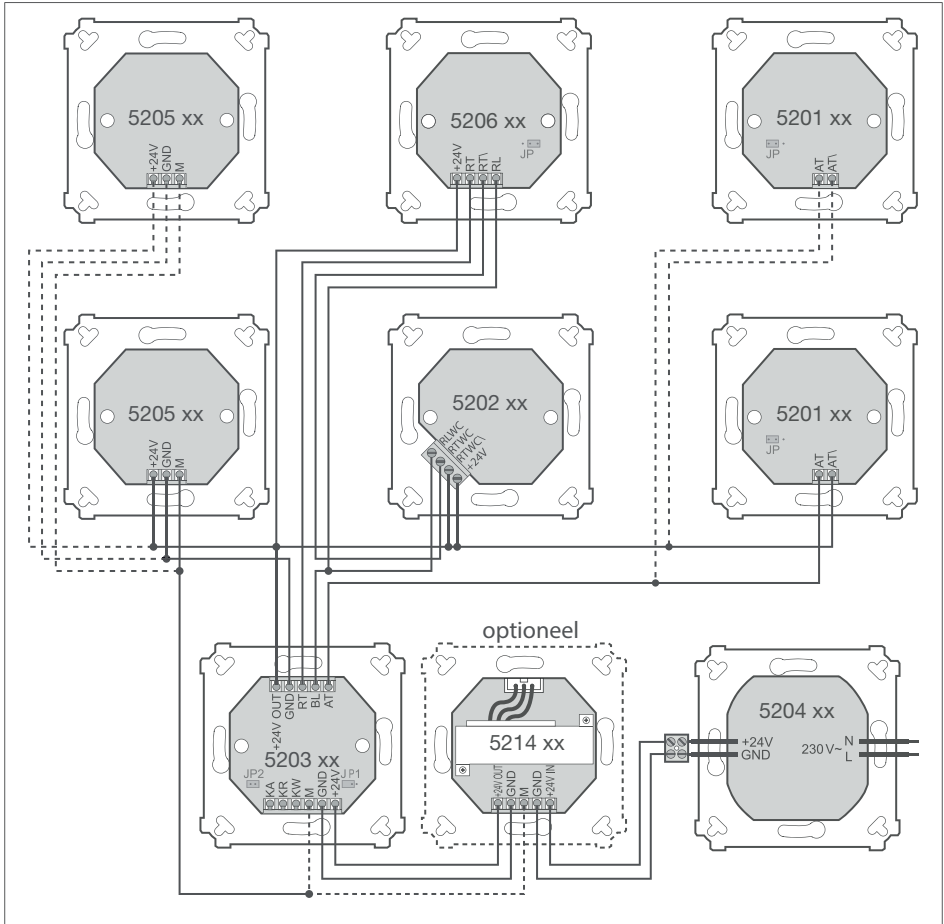 5205 xx
+24V
GND
M
5206 xx
JP
+24V
RT
RT\
RL
5201 xx
JP
AT
AT\
5205 xx
+24V
GND
M
5202 xx
RLWC
RTWC
RTWC\
+24V
5201 xx
JP
AT
AT\
optioneel
+24V OUT
GND
RT
BL
AT
5203 xx
JP2
JP1
KA
KR
KW
M
GND
+24V
5214 xx
+24V OUT
GND
M
GND
+24V IN
5204 xx
+24V
GND
230 V~
N
L